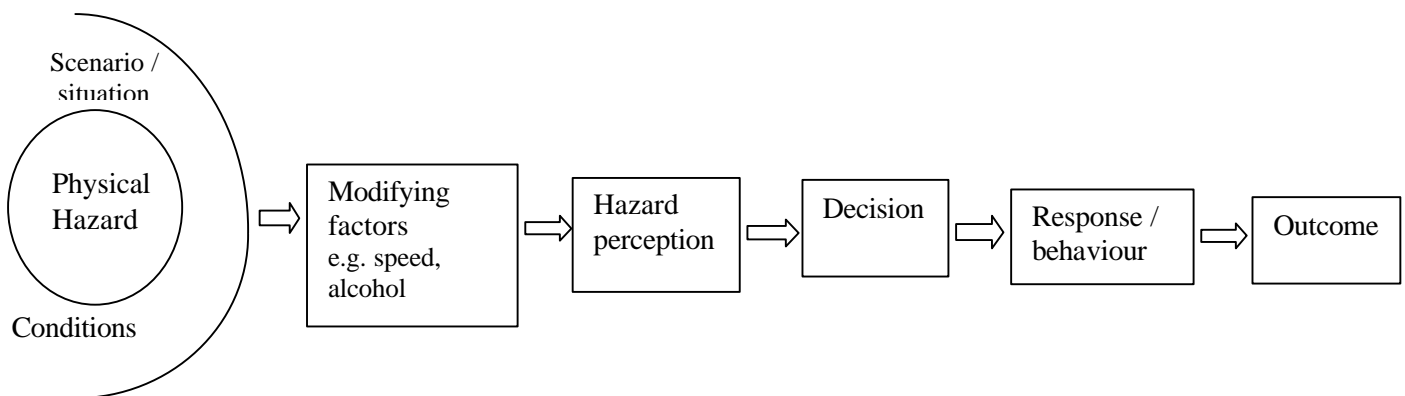 Scenario /
situation
Physical
Hazard
Conditions
Modifying
factors
e.g. speed,
alcohol
Hazard
perception
Decision
Response /
behaviour
Outcome